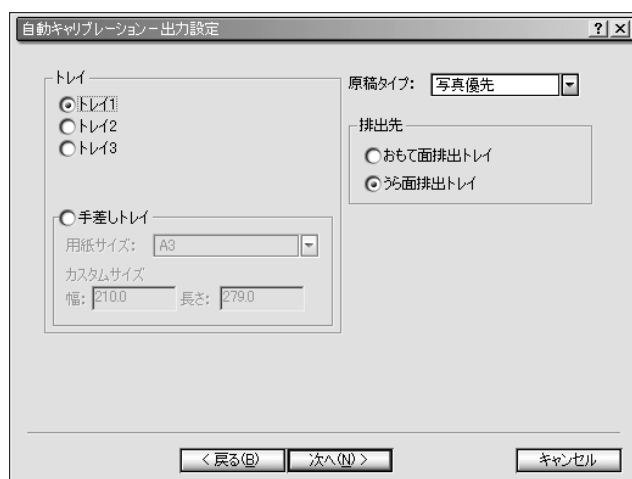 自動キャリブレーション－出力設定
トレイ
トレイ1
トレイ2
トレイ3
手差しトレイ
用紙サイズ： A3
カスタムサイズ
幅： 210.0 長さ： 279.0
原稿タイプ： 写真優先
排出先
おもて面排出トレイ
うら面排出トレイ
＜戻る(B) 次へ(N)＞ キャンセル